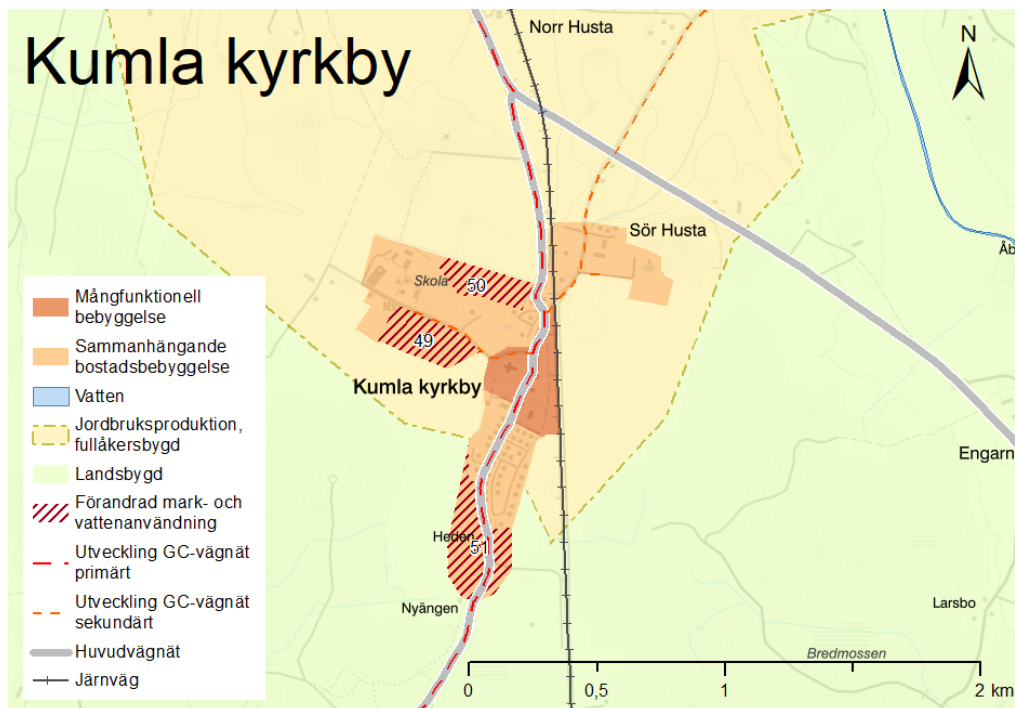 Kumla kyrkby
Norr Husta
N
Sör Husta
Åb
Skola
50
49
Kumla kyrkby
Engarn
Heden
51
Nyängen
Larsbo
Bredmossen
Mångfunktionell
bebyggelse
Sammanhängande
bostadsbebyggelse
Vatten
Jordbruksproduktion,
fullåkersbygd
Landsbygd
Förändrad mark- och
vattenanvändning
Utveckling GC-vägnät
primärt
Utveckling GC-vägnät
sekundärt
Huvudvägnät
Järnväg
0 0,5 1 2 km